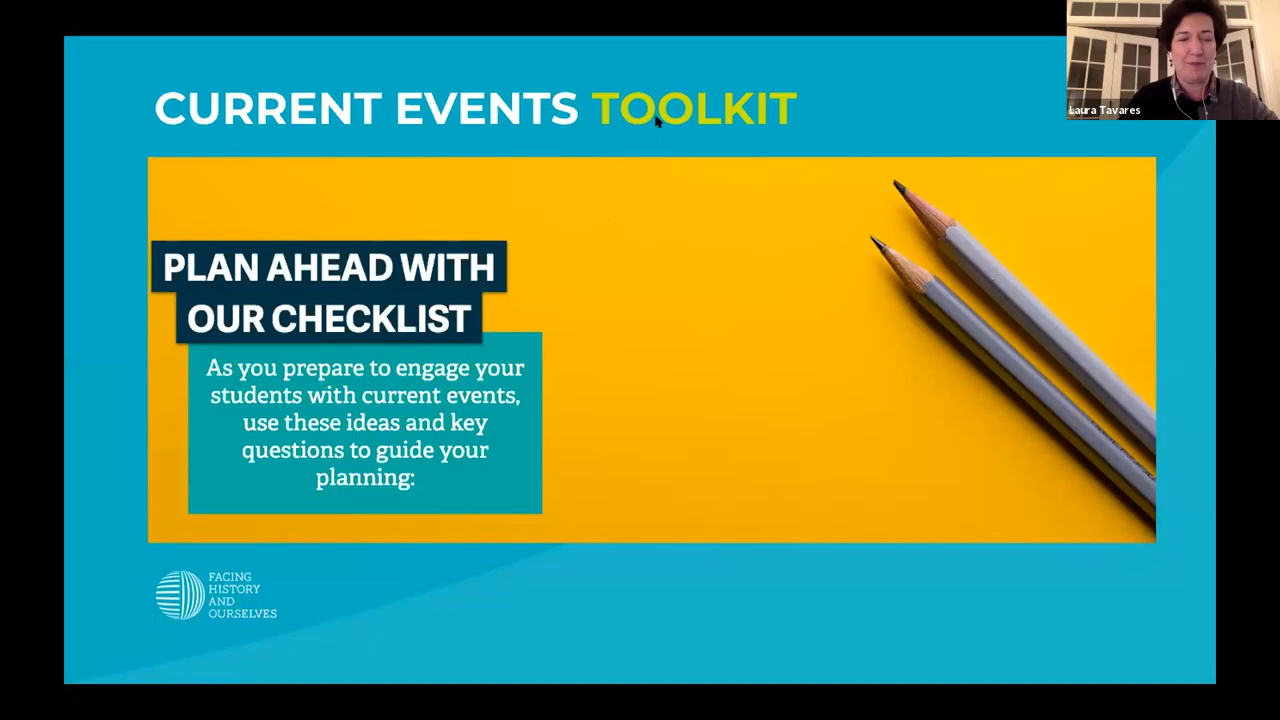 CURRENT EVENTS TOOLKIT
Laura Tavares
PLAN AHEAD WITH
OUR CHECKLIST
As you prepare to engage your
students with current events,
use these ideas and key
questions to guide your
planning:
FACING
HISTORY
AND
OURSELVES